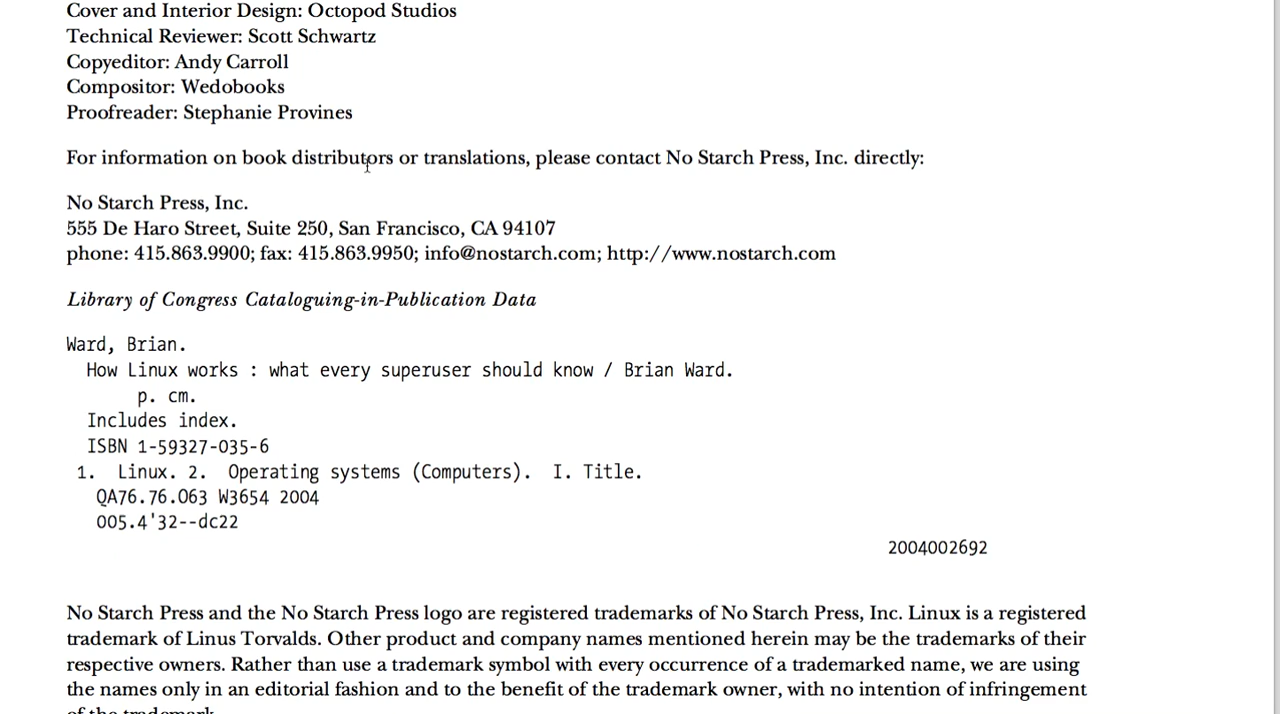 Cover and Interior Design: Octopod Studios
Technical Reviewer: Scott Schwartz
Copyeditor: Andy Carroll
Compositor: Wedobooks
Proofreader: Stephanie Provines
For information on book distributors or translations, please contact No Starch Press, Inc. directly:
No Starch Press, Inc.
555 De Haro Street, Suite 250, San Francisco, CA 94107
phone: 415.863.9900; fax: 415.863.9950; info@nostarch.com; http://www.nostarch.com
Library of Congress Cataloguing-in-Publication Data
Ward, Brian.
How Linux works : what every superuser should know / Brian Ward.
p. cm.
Includes index.
ISBN 1-59327-035-6
1. Linux. 2. Operating systems (Computers). I. Title.
QA76.76.O63 W3654 2004
005.4'32--dc22
2004002692
No Starch Press and the No Starch Press logo are registered trademarks of No Starch Press, Inc. Linux is a registered
trademark of Linus Torvalds. Other product and company names mentioned herein may be the trademarks of their
respective owners. Rather than use a trademark symbol with every occurrence of a trademarked name, we are using
the names only in an editorial fashion and to the benefit of the trademark owner, with no intention of infringement
of the trademark.